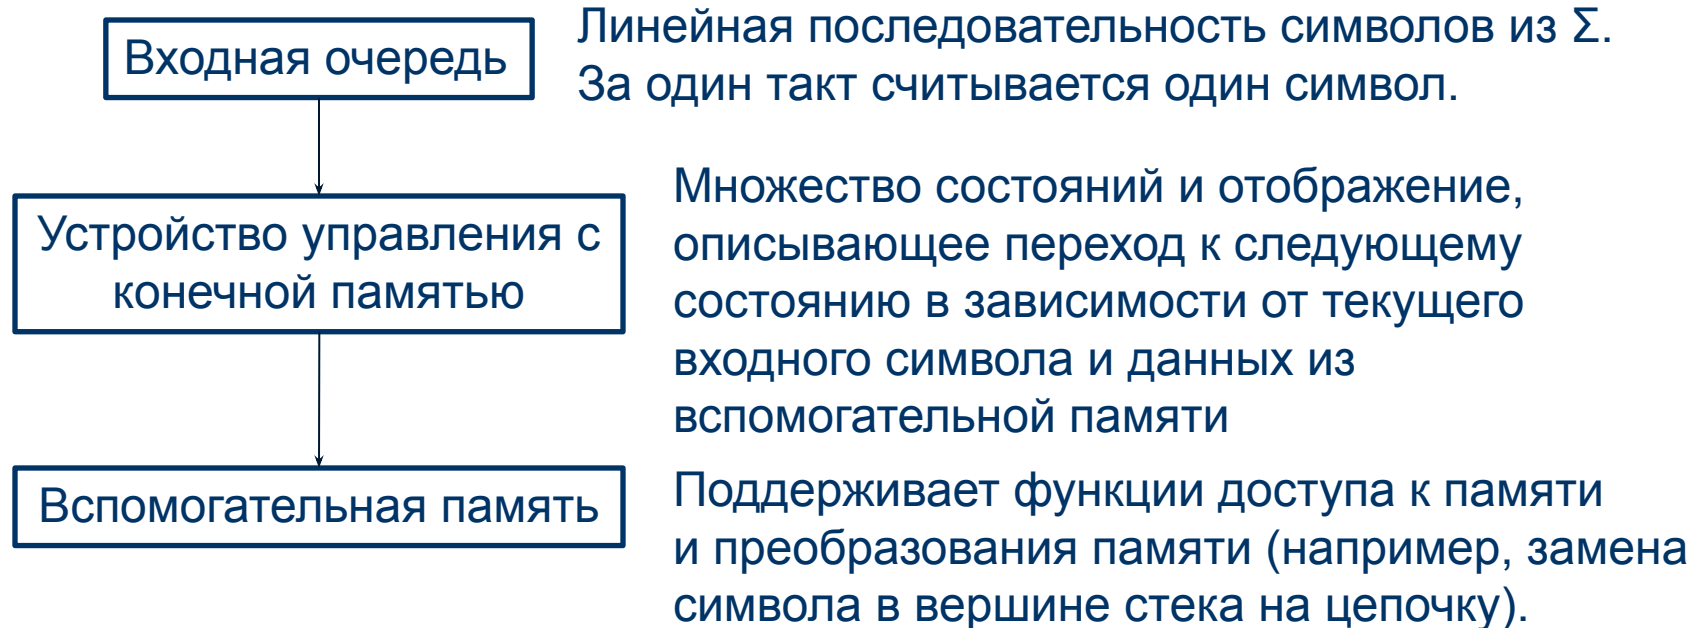 Входная очередь
Линейная последовательность символов из Σ.
За один такт считывается один символ.
Устройство управления с
конечной памятью
Множество состояний и отображение,
описывающее переход к следующему
состоянию в зависимости от текущего
входного символа и данных из
вспомогательной памяти
Вспомогательная память
Поддерживает функции доступа к памяти
и преобразования памяти (например, замена
символа в вершине стека на цепочку).